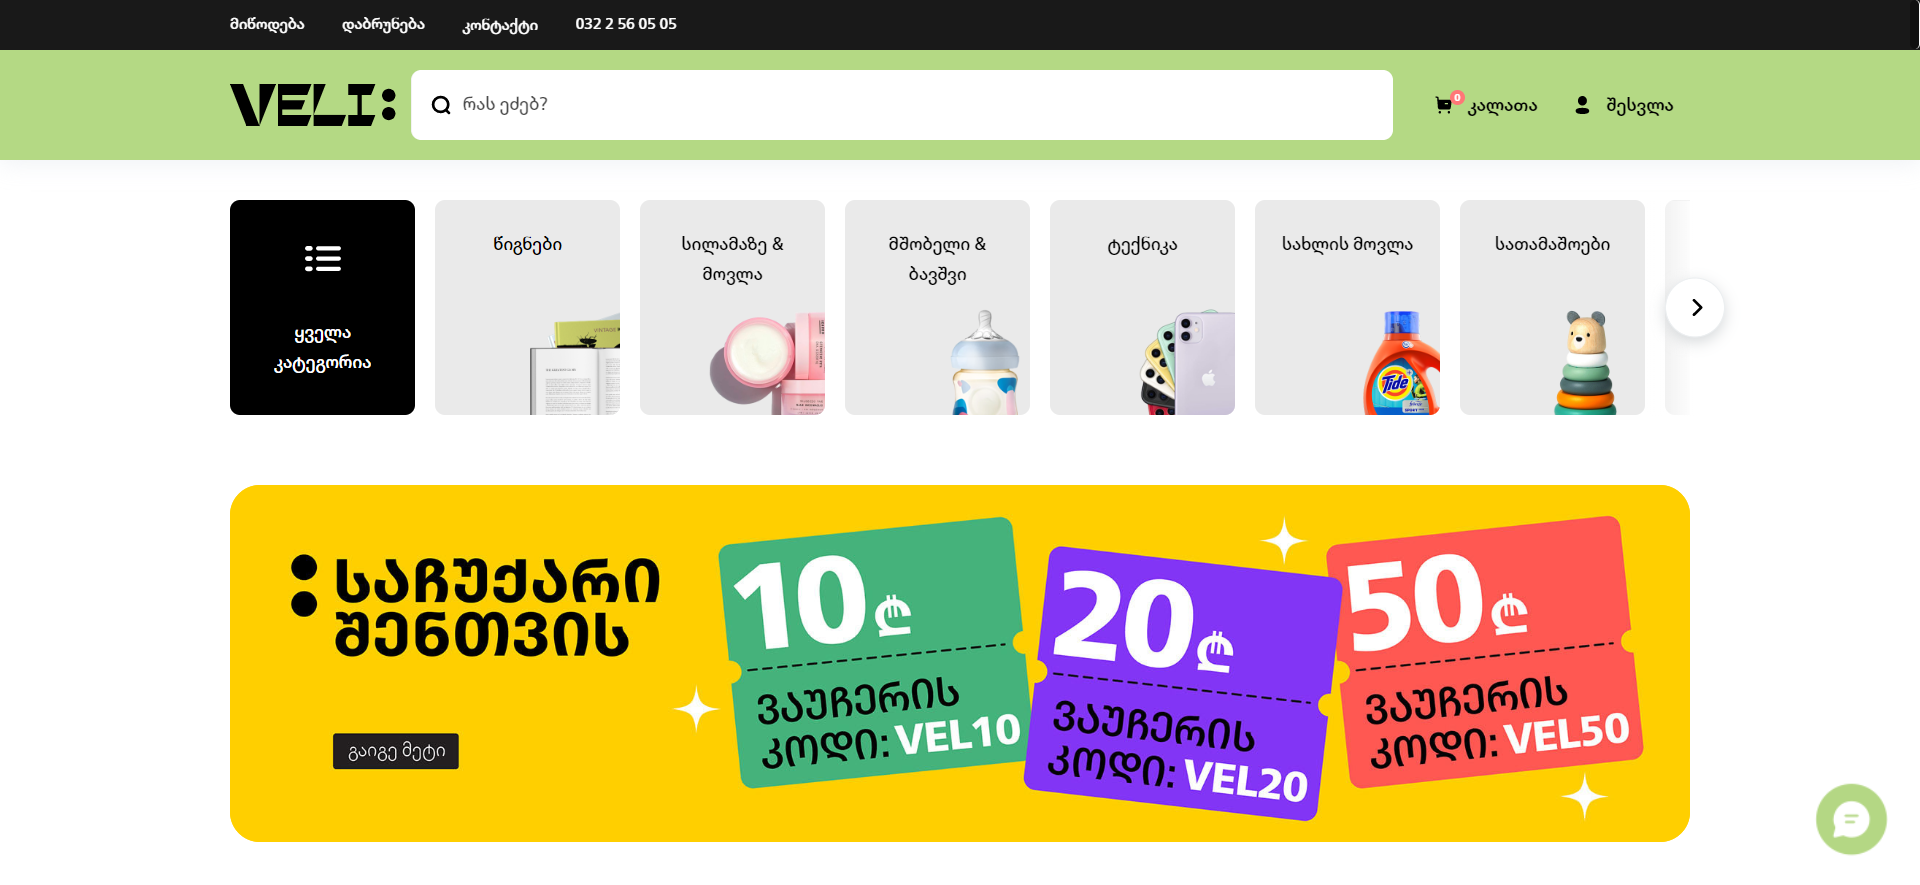 მიწოდება
დაბრუნება
კონტაქტი
032 2 56 05 05
VELI:
რას ეძებ?
0
კალათა
შესვლა
ყველა
კატეგორია
წიგნები
სილამაზე &
მოვლა
მშობელი &
ბავშვი
ტექნიკა
სახლის მოვლა
სათამაშოები
VINTAGE
Tide
საჩუქარი
შენთვის
გაიგე მეტი
10₾
ვაუჩერის
კოდი: VEL10
20₾
ვაუჩერის
კოდი: VEL20
50₾
ვაუჩერის
კოდი: VEL50